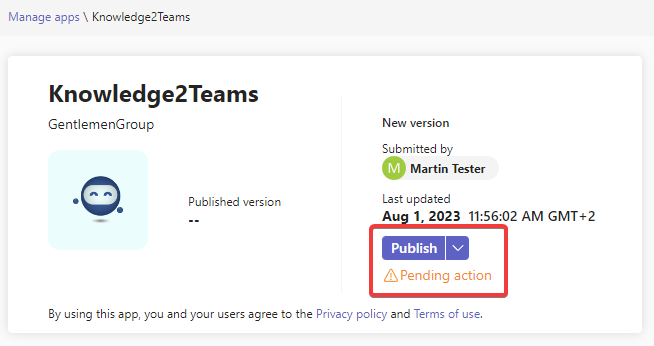 Manage apps \ Knowledge2Teams
Knowledge2Teams
GentlemenGroup
Published version
--
New version
Submitted by
M Martin Tester
Last updated
Aug 1, 2023 11:56:02 AM GMT+2
Publish
Pending action
By using this app, you and your users agree to the Privacy policy and Terms of use.